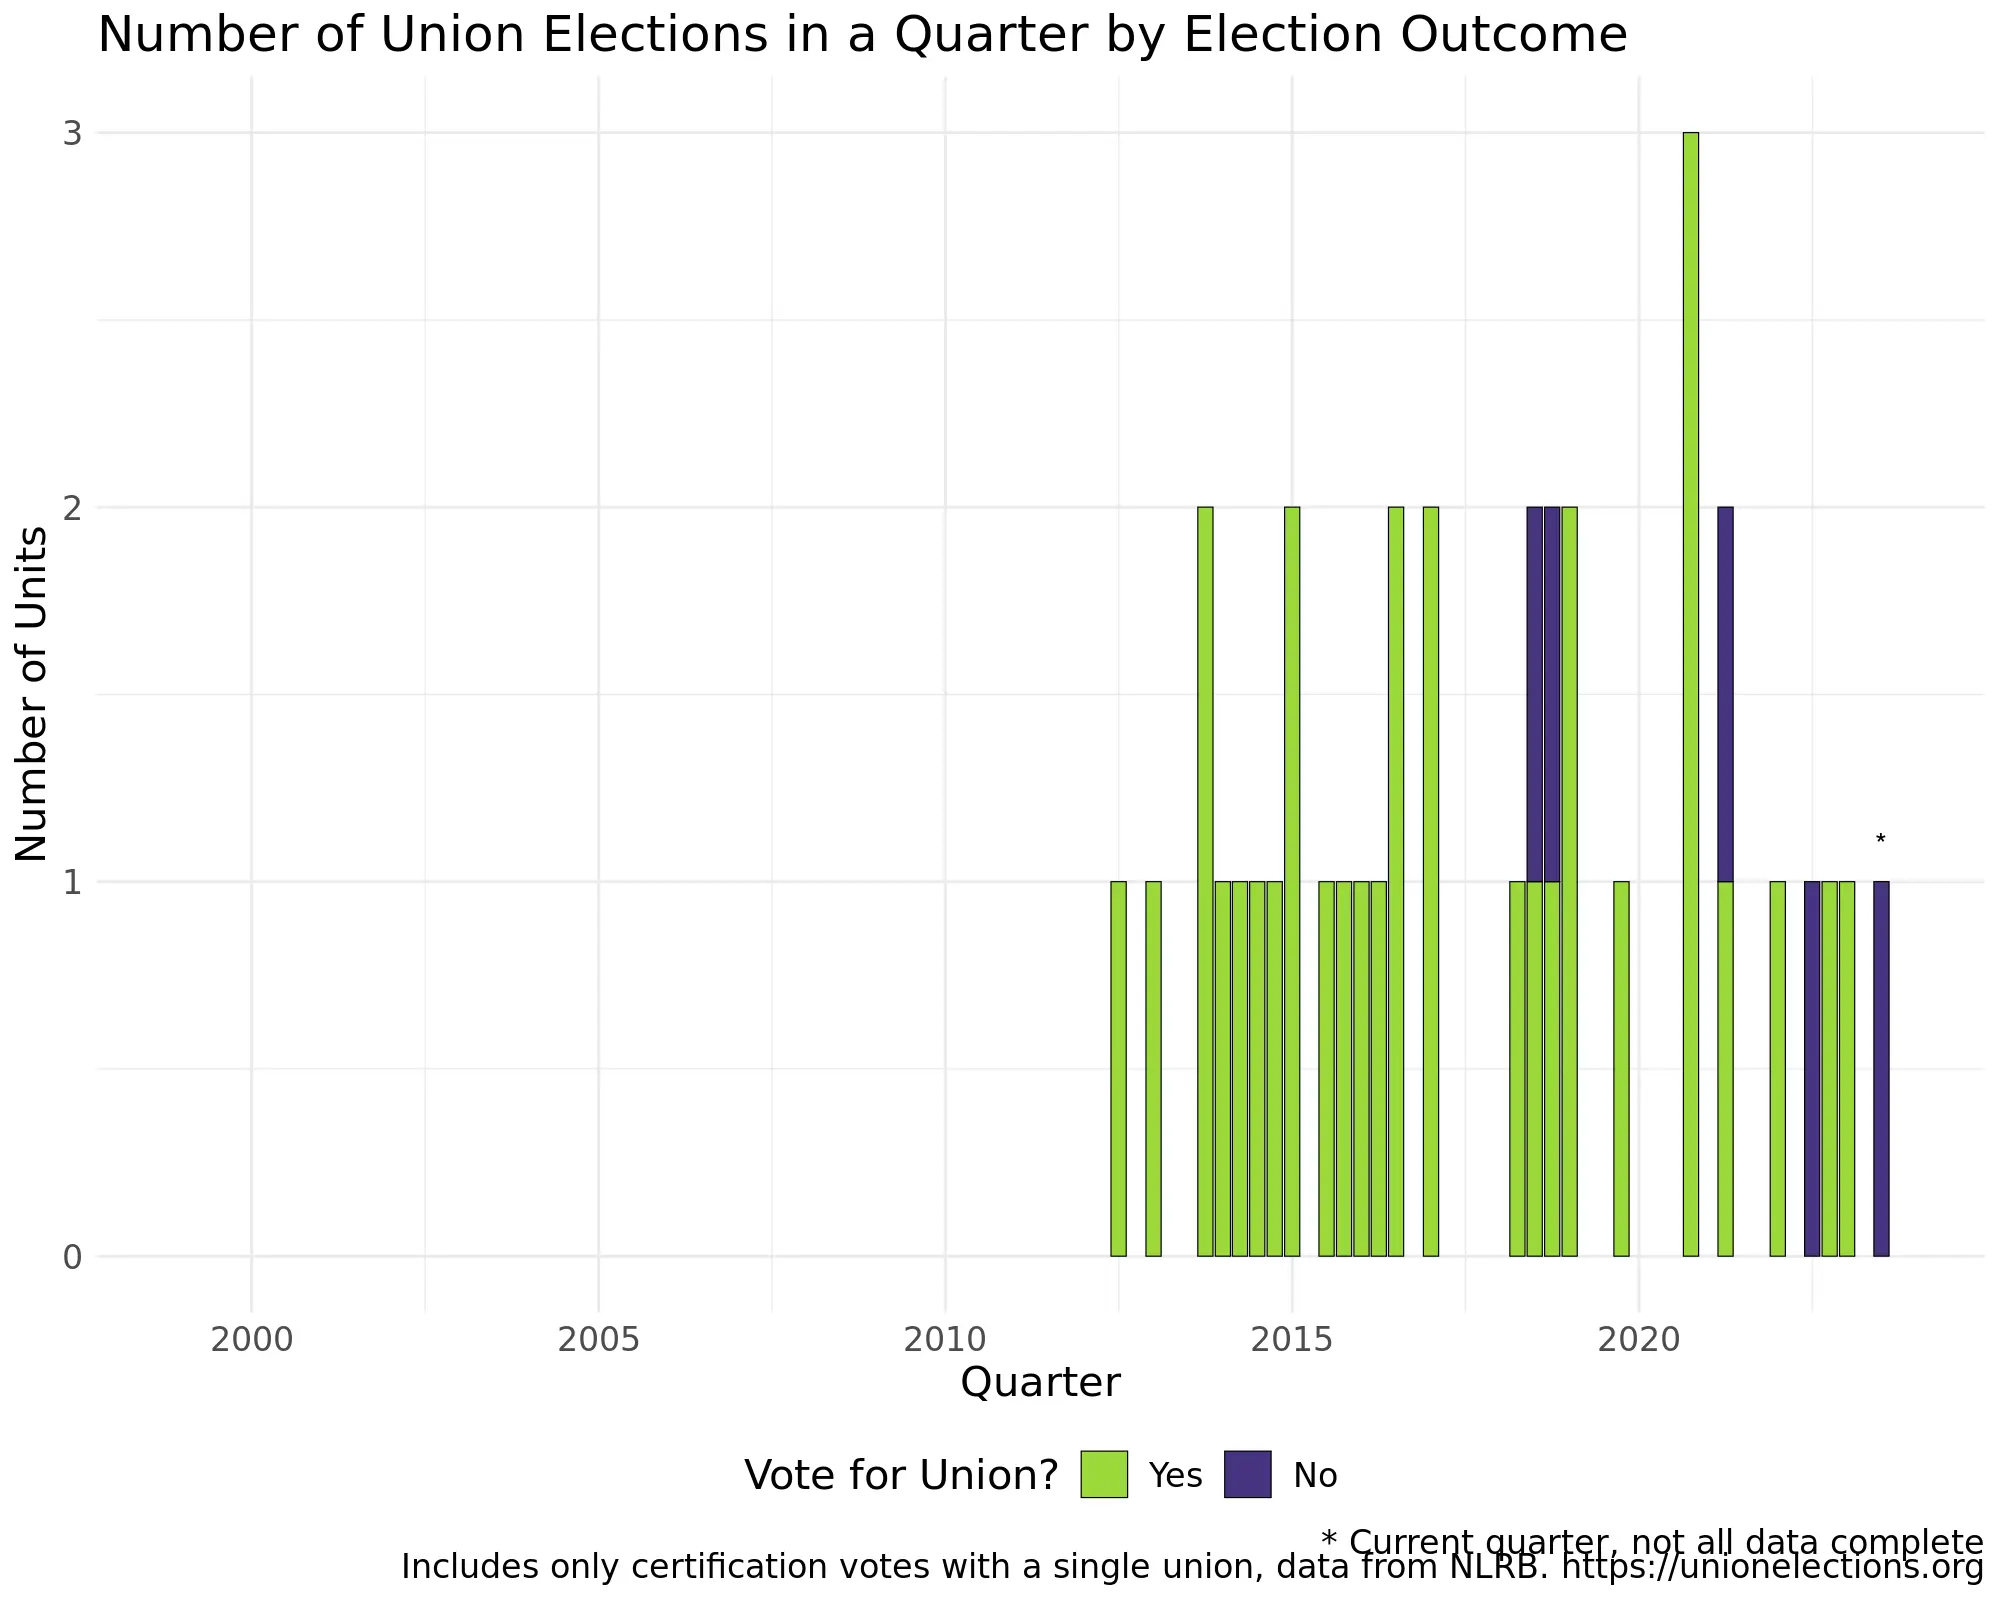 Number of Union Elections in a Quarter by Election Outcome
3
2
1
0
Number of Units
*
2000 2005 2010 2015 2020
Quarter
Vote for Union? Yes No
* Current quarter, not all data complete
Includes only certification votes with a single union, data from NLRB. https://unionelections.org